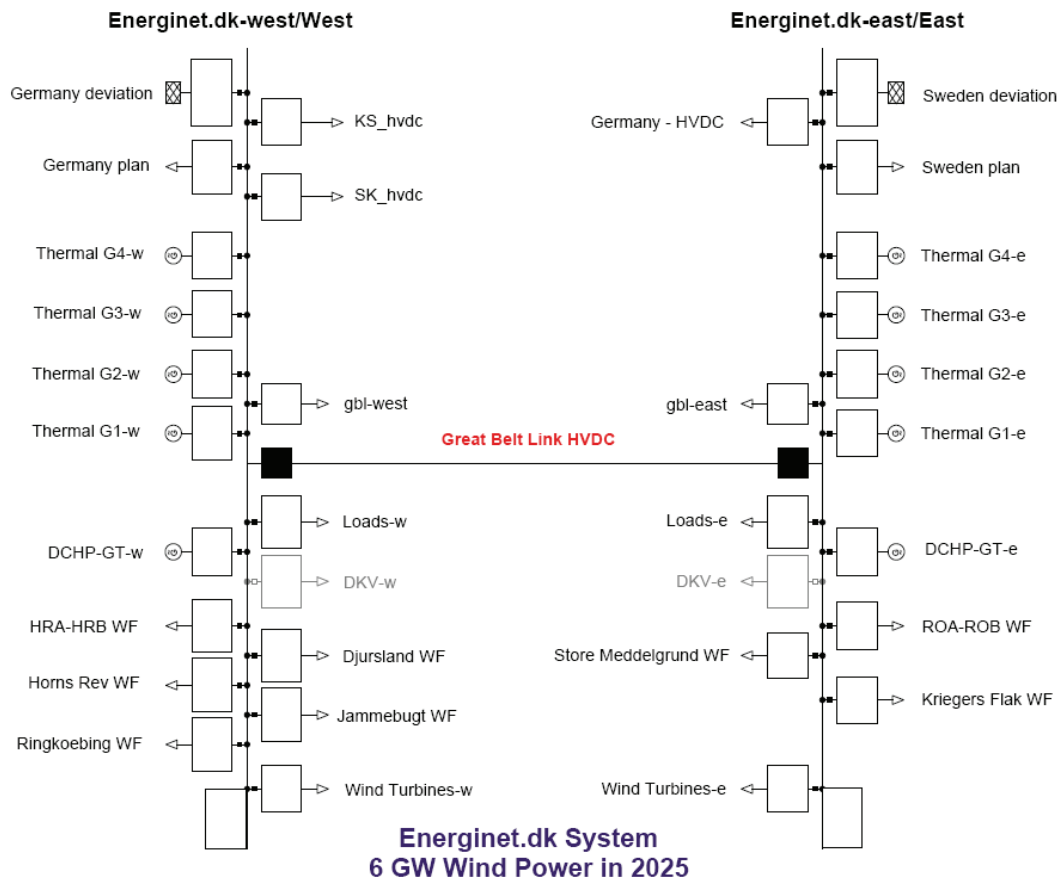 Energinet.dk-west/West
Energinet.dk-east/East
Germany deviation
Sweden deviation
KS_hvdc
Germany - HVDC
Germany plan
Sweden plan
SK_hvdc
Thermal G4-w
Thermal G4-e
Thermal G3-w
Thermal G3-e
Thermal G2-w
Thermal G2-e
gbl-west
gbl-east
Thermal G1-w
Thermal G1-e
Great Belt Link HVDC
Loads-w
Loads-e
DCHP-GT-w
DCHP-GT-e
DKV-w
DKV-e
HRA-HRB WF
ROA-ROB WF
Djursland WF
Store Meddelgrund WF
Horns Rev WF
Kriegers Flak WF
Jammebugt WF
Ringkoebing WF
Wind Turbines-w
Wind Turbines-e
Energinet.dk System
6 GW Wind Power in 2025